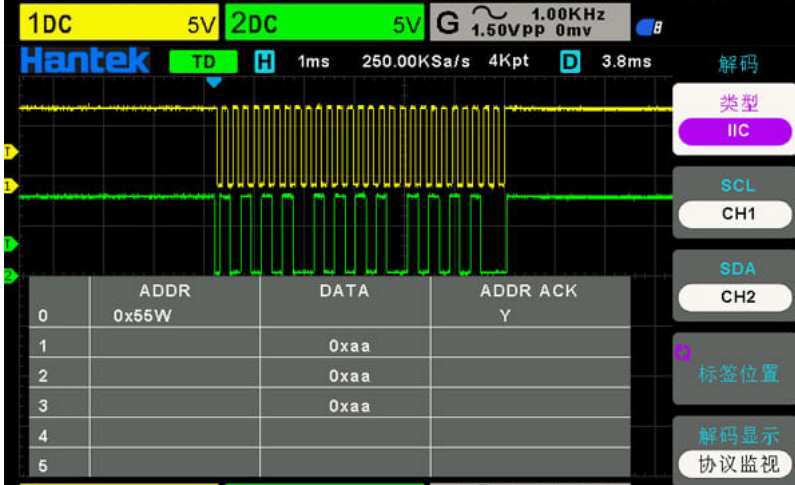 1DC 5V 2DC 5V G 1.00KHz
1.50Vpp 0mv
Hantek TD H 1ms 250.00KSa/s 4Kpt D 3.8ms 解码
类型
IIC
T
1
SCL
CH1
T
2
SDA
CH2
ADDR DATA ADDR ACK
0 0x55W Y
1 0xaa
2 0xaa
3 0xaa
4
5
标签位置
解码显示
协议监视